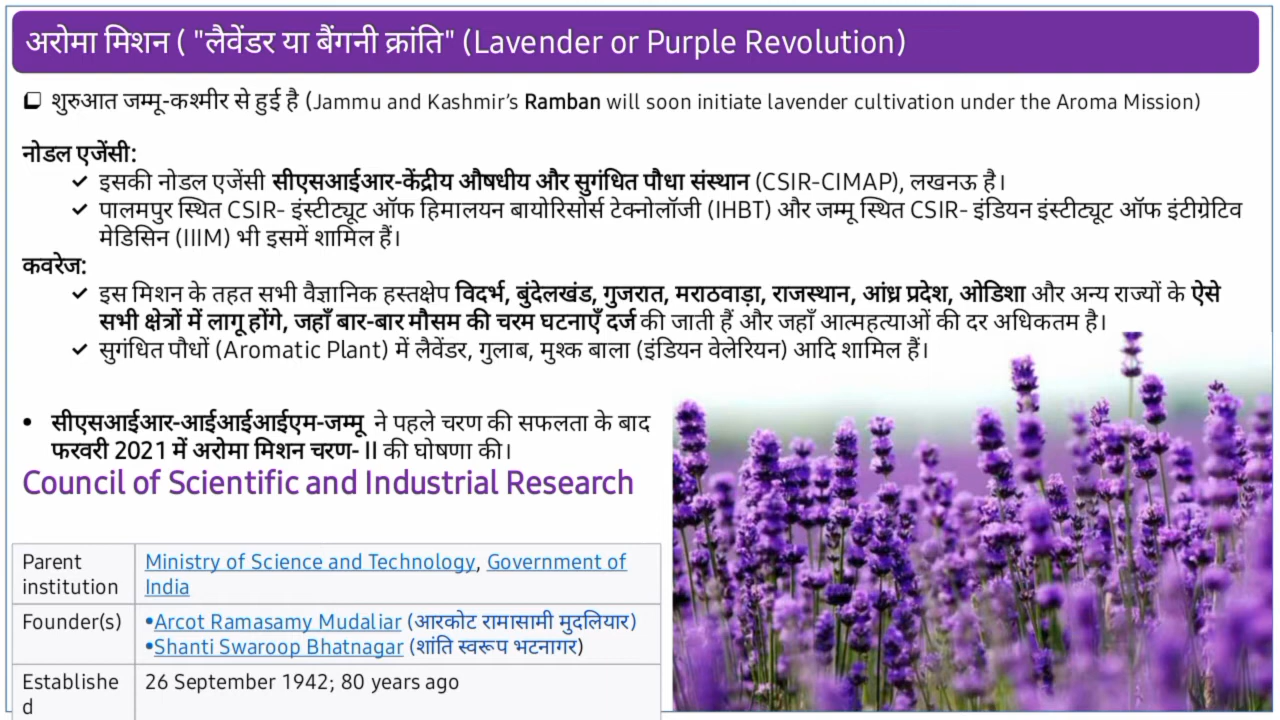 अरोमा मिशन ( "लैवेंडर या बैंगनी क्रांति" (Lavender or Purple Revolution)
❑ शुरुआत जम्मू-कश्मीर से हुई है (Jammu and Kashmir’s Ramban will soon initiate lavender cultivation under the Aroma Mission)
नोडल एजेंसी:
✓ इसकी नोडल एजेंसी सीएसआईआर-केंद्रीय औषधीय और सुगंधित पौधा संस्थान (CSIR-CIMAP), लखनऊ है।
✓ पालमपुर स्थित CSIR- इंस्टीट्यूट ऑफ हिमालयन बायोरिसोर्स टेक्नोलॉजी (IHBT) और जम्मू स्थित CSIR- इंडियन इंस्टीट्यूट ऑफ इंटीग्रेटिव
मेडिसिन (IIIM) भी इसमें शामिल हैं।
कवरेज:
✓ इस मिशन के तहत सभी वैज्ञानिक हस्तक्षेप विदर्भ, बुंदेलखंड, गुजरात, मराठवाड़ा, राजस्थान, आंध्र प्रदेश, ओडिशा और अन्य राज्यों के ऐसे
सभी क्षेत्रों में लागू होंगे, जहाँ बार-बार मौसम की चरम घटनाएँ दर्ज की जाती हैं और जहाँ आत्महत्याओं की दर अधिकतम है।
✓ सुगंधित पौधों (Aromatic Plant) में लैवेंडर, गुलाब, मुश्क बाला (इंडियन वेलेरियन) आदि शामिल हैं।
• सीएसआईआर-आईआईआईएम-जम्मू ने पहले चरण की सफलता के बाद
फरवरी 2021 में अरोमा मिशन चरण- II की घोषणा की।
Council of Scientific and Industrial Research
Parent
institution
Ministry of Science and Technology, Government of
India
Founder(s)
•Arcot Ramasamy Mudaliar (आरकोट रामासामी मुदलियार)
•Shanti Swaroop Bhatnagar (शांति स्वरूप भटनागर)
Establishe
d
26 September 1942; 80 years ago